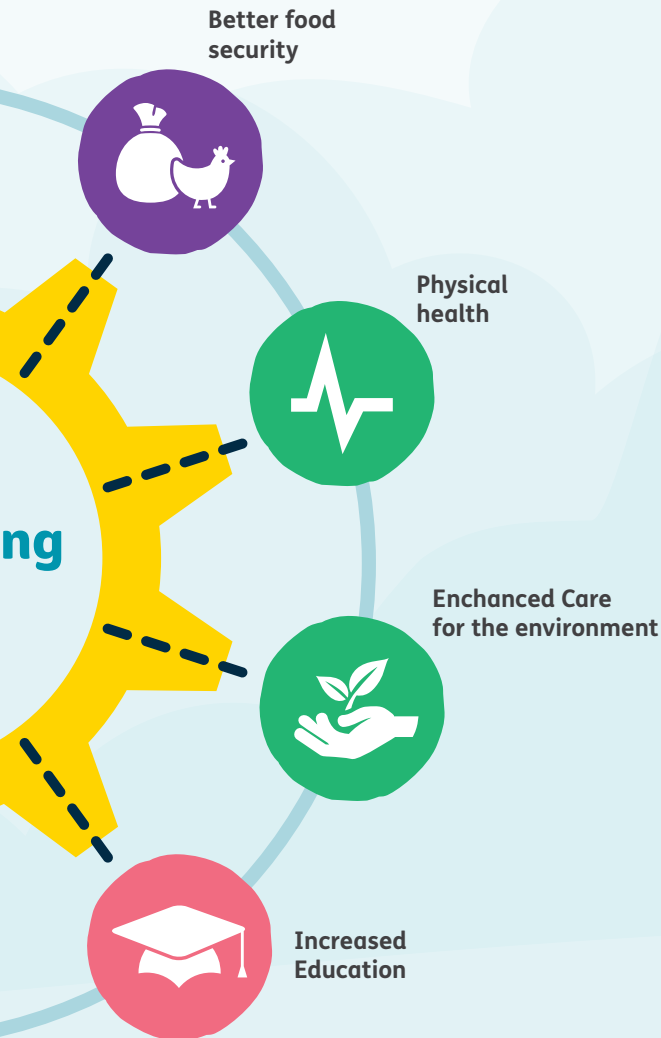 Better food
security
Physical
health
ng
Enchanced Care
for the environment
Increased
Education